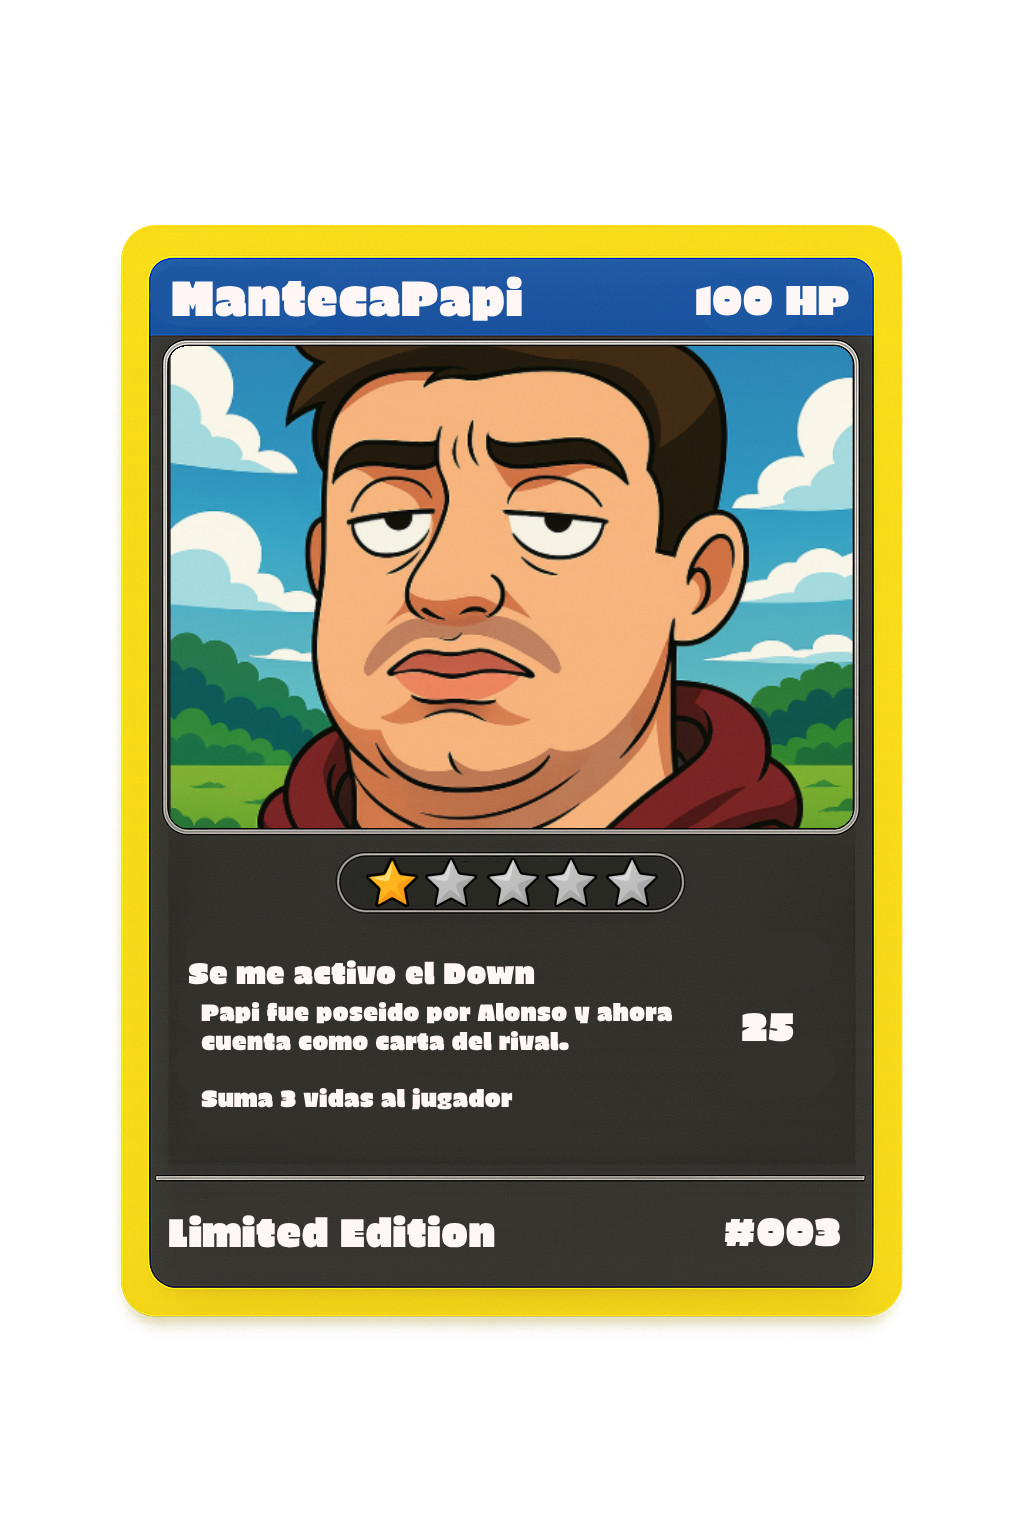 MantecaPapi
100 HP
Se me activo el Down
Papi fue poseido por Alonso y ahora
cuenta como carta del rival.
25
Suma 3 vidas al jugador
Limited Edition
#003